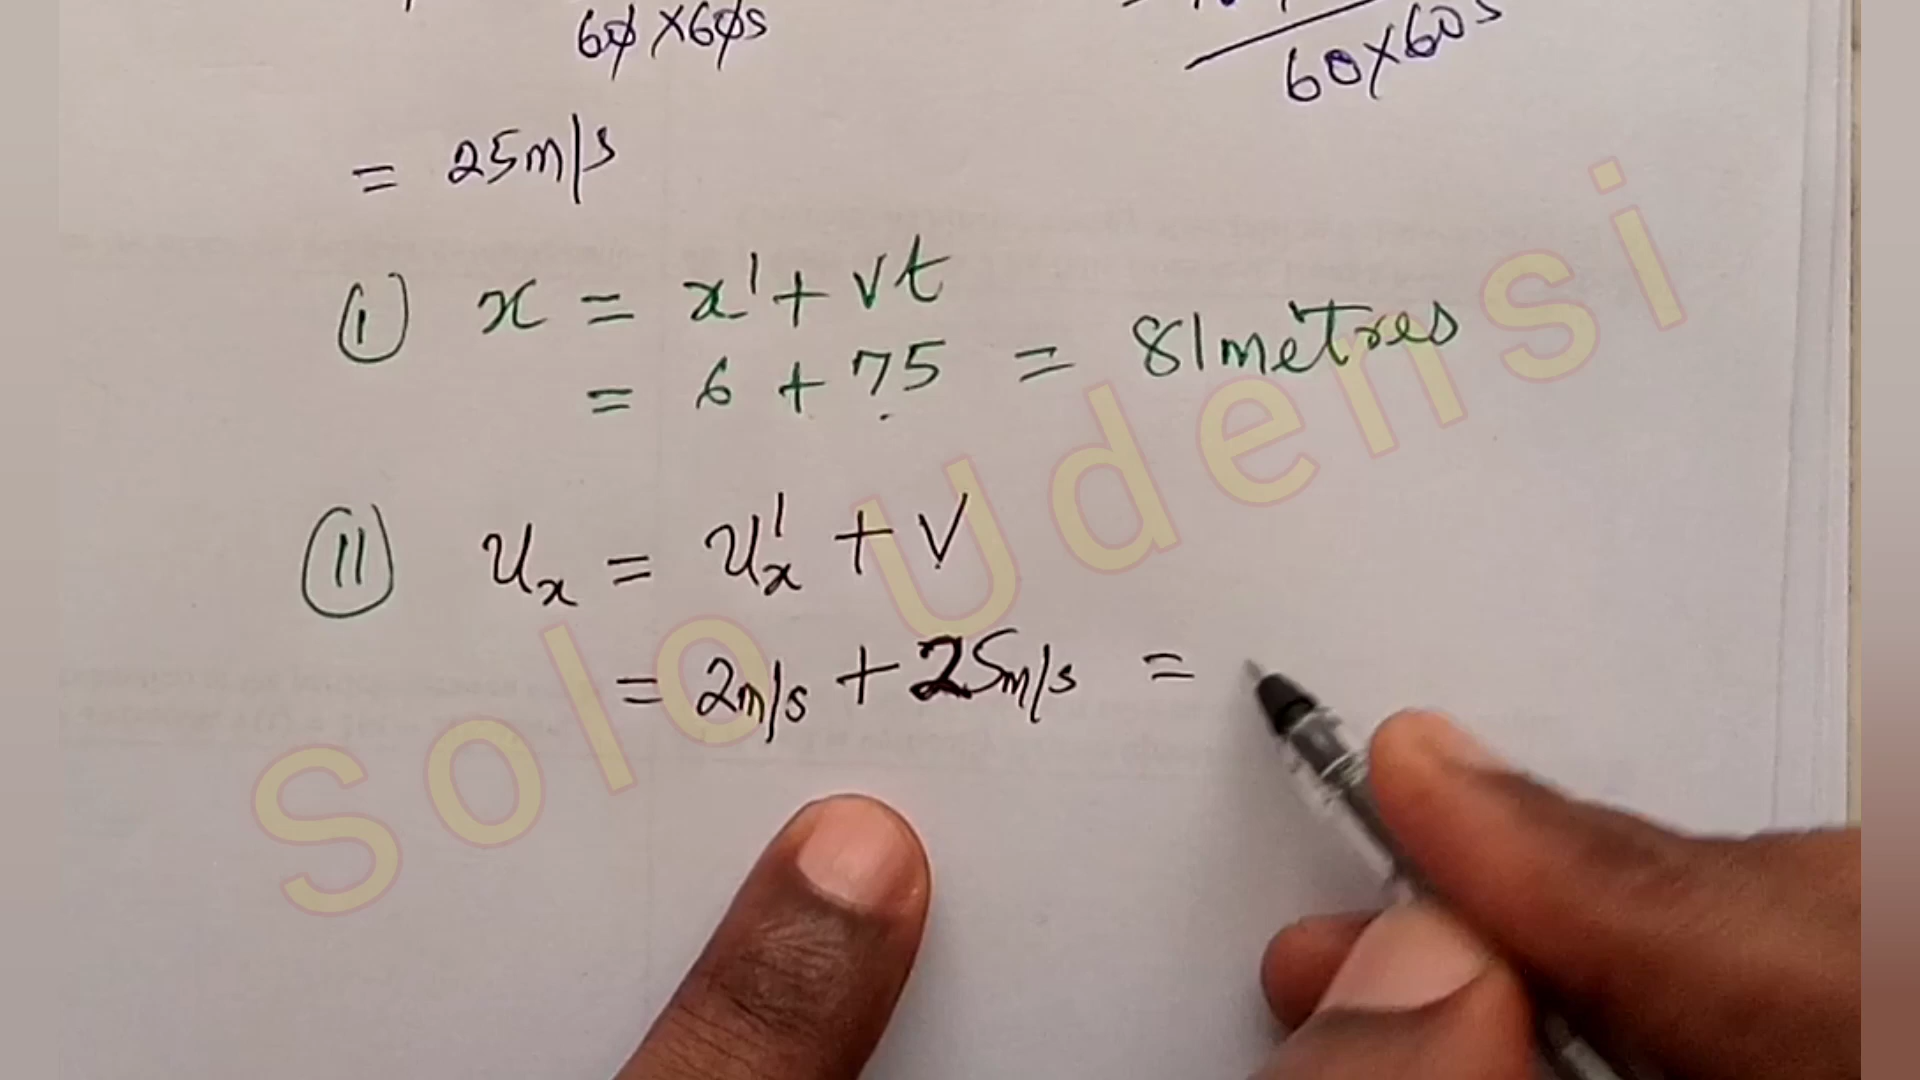 60 × 60s
60 × 60s
= 25m/s
(I) x = x' + vt
= 6 + 75 = 81metres
(II) Ux = U'x + V
= 2m/s + 25m/s =
Solo Udensi